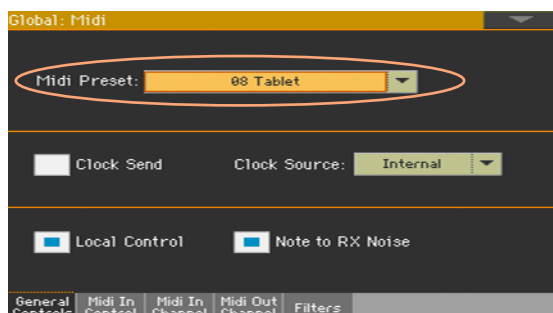 Global: Midi
Midi Preset: 08 Tablet
Clock Send Clock Source: Internal
Local Control Note to RX Noise
General Midi In Midi In Midi Out Filters
Controls Control Channel Channel